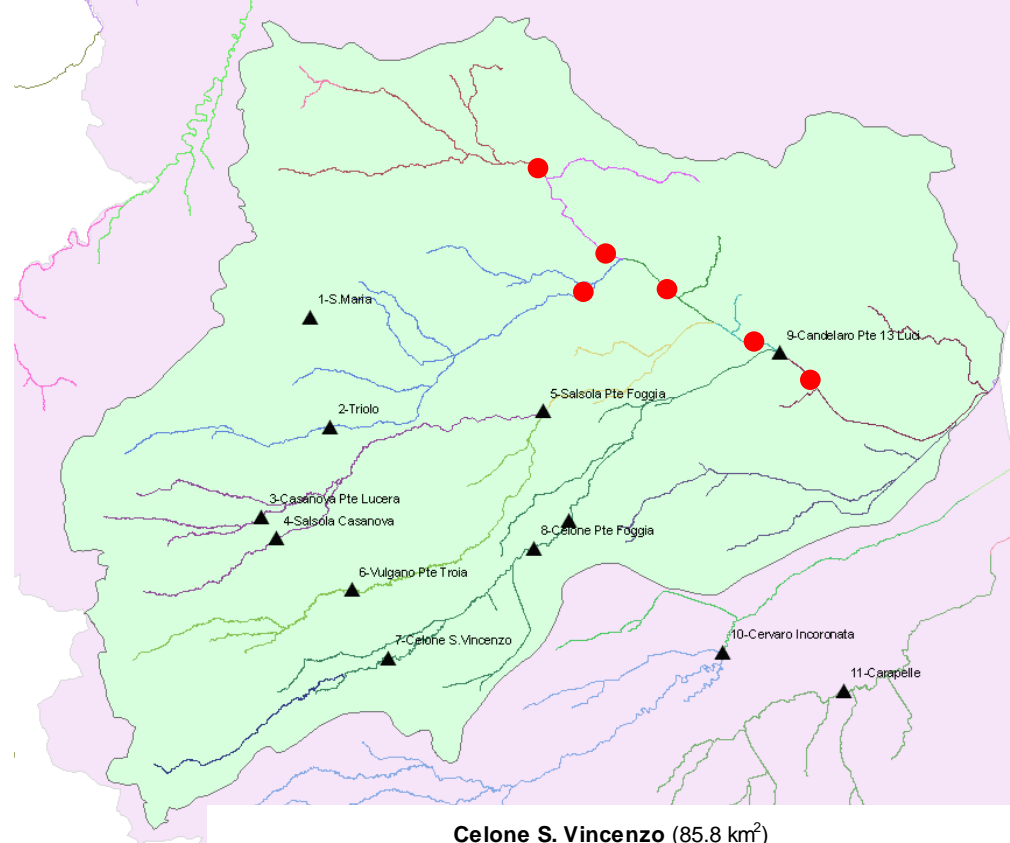 1-S.Maria
9-Candelaro Pte 13 Luci
5-Salsola Pte Foggia
2-Triolo
3-Casanova Pte Lucera
4-Salsola Casanova
8-Celone Pte Foggia
6-Vulgano Pte Troia
7-Celone S.Vincenzo
10-Cervaro Incoronata
11-Carapelle
Celone S. Vincenzo (85.8 km²)